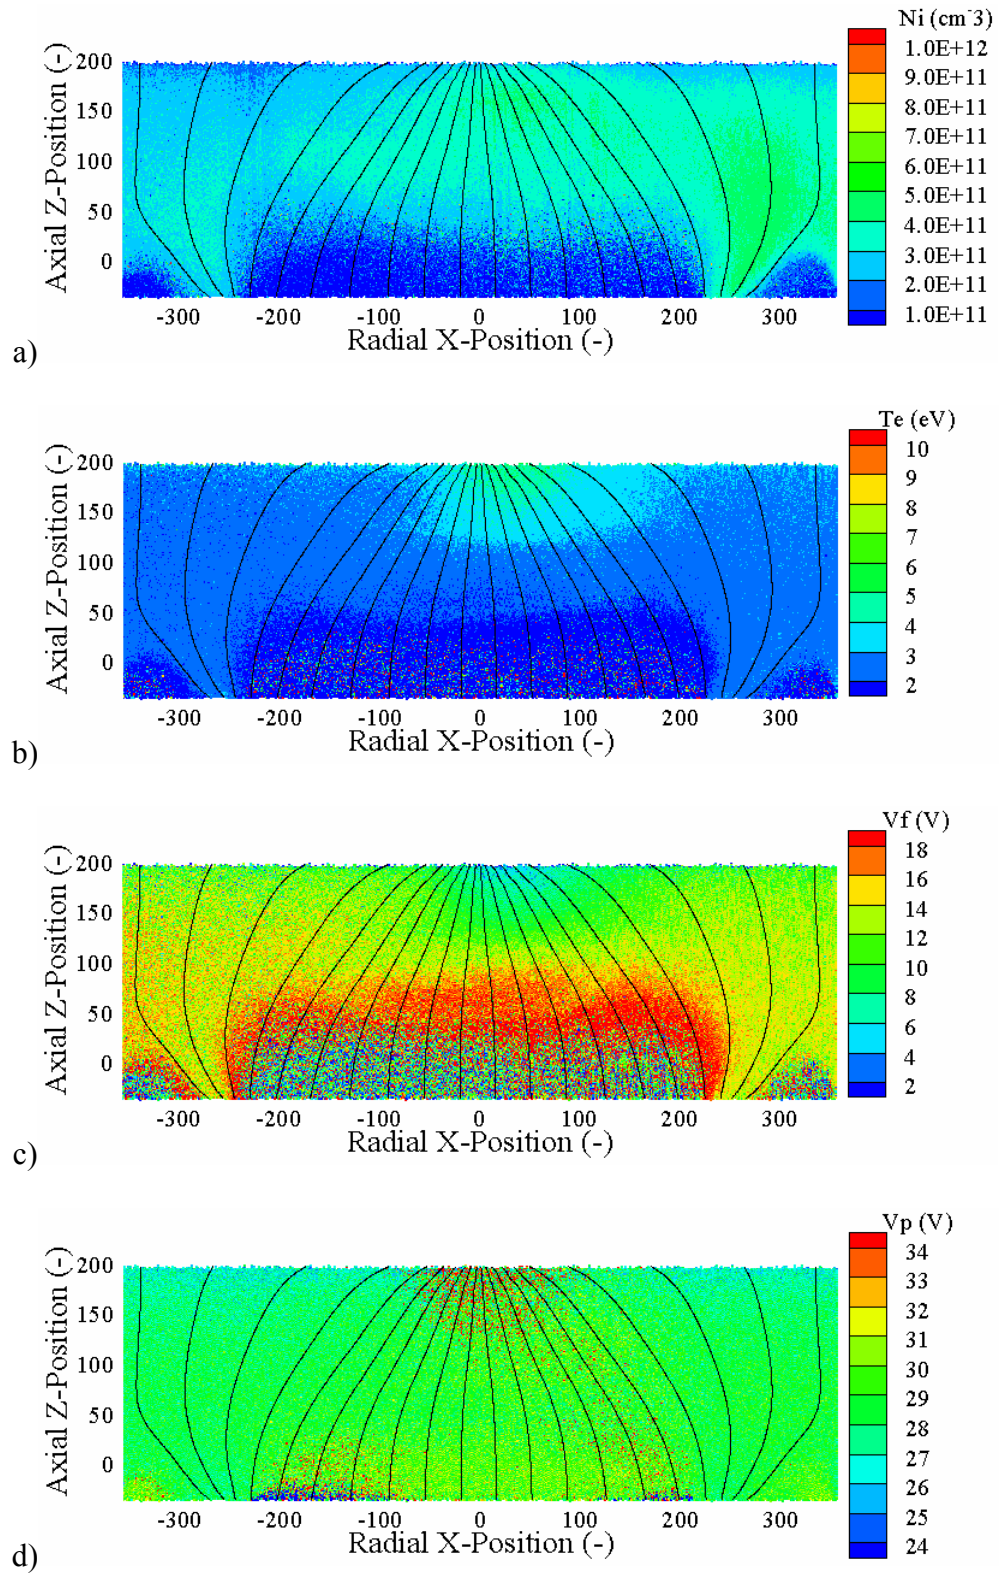 Ni (cm-3)
1.0E+12
9.0E+11
8.0E+11
7.0E+11
6.0E+11
5.0E+11
4.0E+11
3.0E+11
2.0E+11
1.0E+11
Axial Z-Position (-)
200
150
100
50
0
-300 -200 -100 0 100 200 300
Radial X-Position (-)
a)
Te (eV)
10
9
8
7
6
5
4
3
2
Axial Z-Position (-)
200
150
100
50
0
-300 -200 -100 0 100 200 300
Radial X-Position (-)
b)
Vf (V)
18
16
14
12
10
8
6
4
2
Axial Z-Position (-)
200
150
100
50
0
-300 -200 -100 0 100 200 300
Radial X-Position (-)
c)
Vp (V)
34
33
32
31
30
29
28
27
26
25
24
Axial Z-Position (-)
200
150
100
50
0
-300 -200 -100 0 100 200 300
Radial X-Position (-)
d)